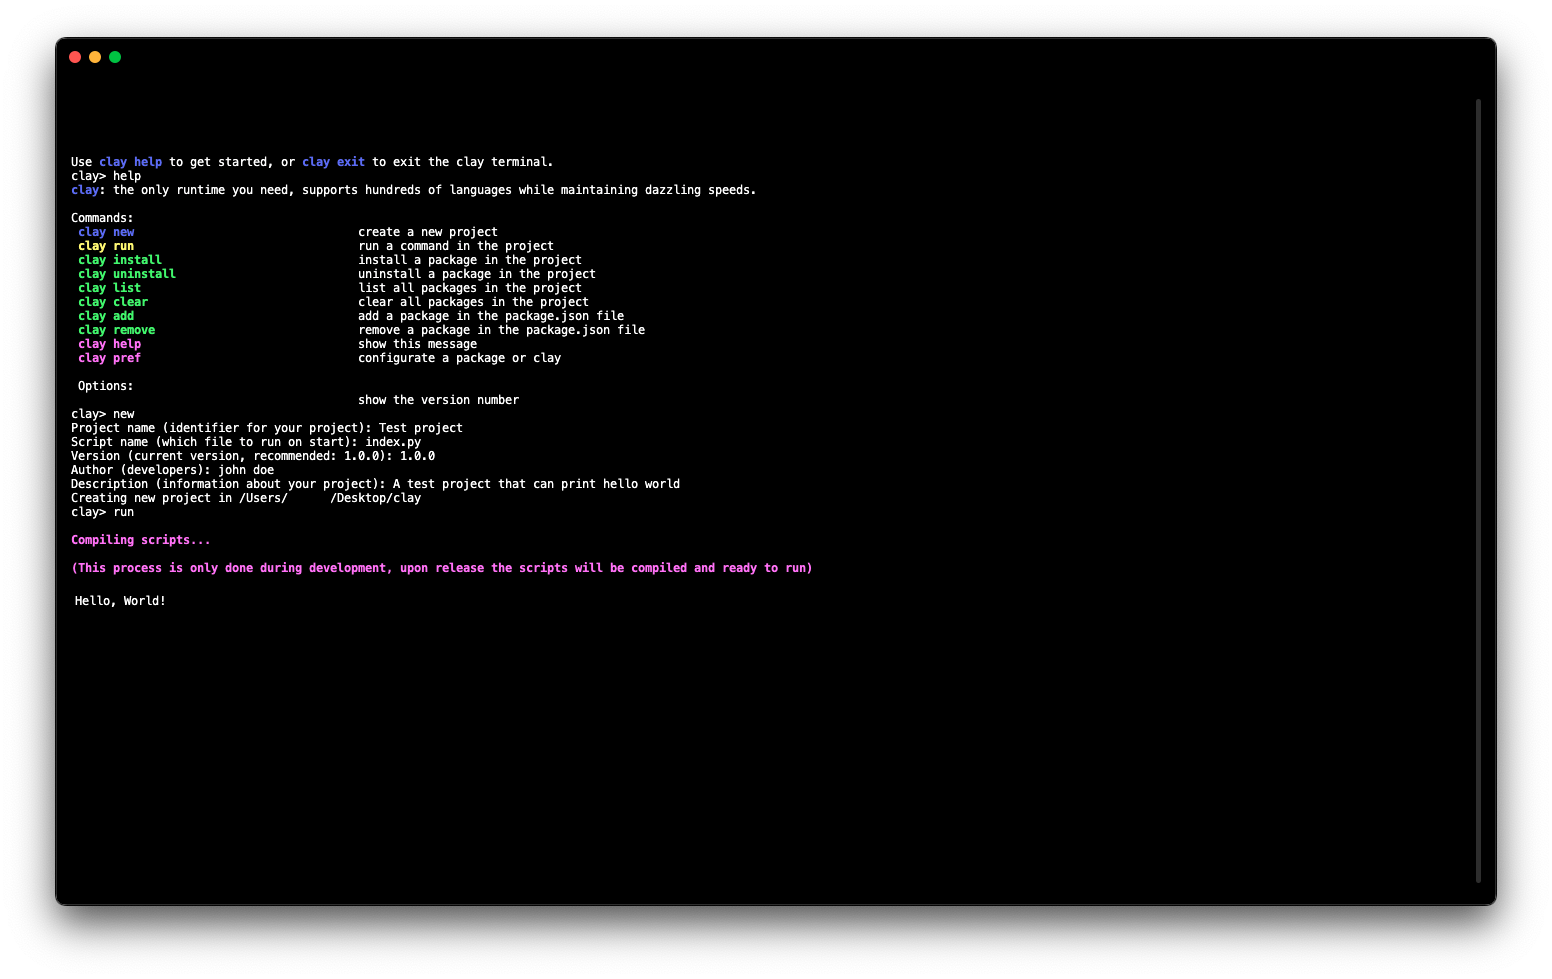 Use clay help to get started, or clay exit to exit the clay terminal.
clay> help
clay: the only runtime you need, supports hundreds of languages while maintaining dazzling speeds.
Commands:
clay new create a new project
clay run run a command in the project
clay install install a package in the project
clay uninstall uninstall a package in the project
clay list list all packages in the project
clay clear clear all packages in the project
clay add add a package in the package.json file
clay remove remove a package in the package.json file
clay help show this message
clay pref configurate a package or clay
Options:
show the version number
clay> new
Project name (identifier for your project): Test project
Script name (which file to run on start): index.py
Version (current version, recommended: 1.0.0): 1.0.0
Author (developers): john doe
Description (information about your project): A test project that can print hello world
Creating new project in /Users/ /Desktop/clay
clay> run
Compiling scripts...
(This process is only done during development, upon release the scripts will be compiled and ready to run)
Hello, World!